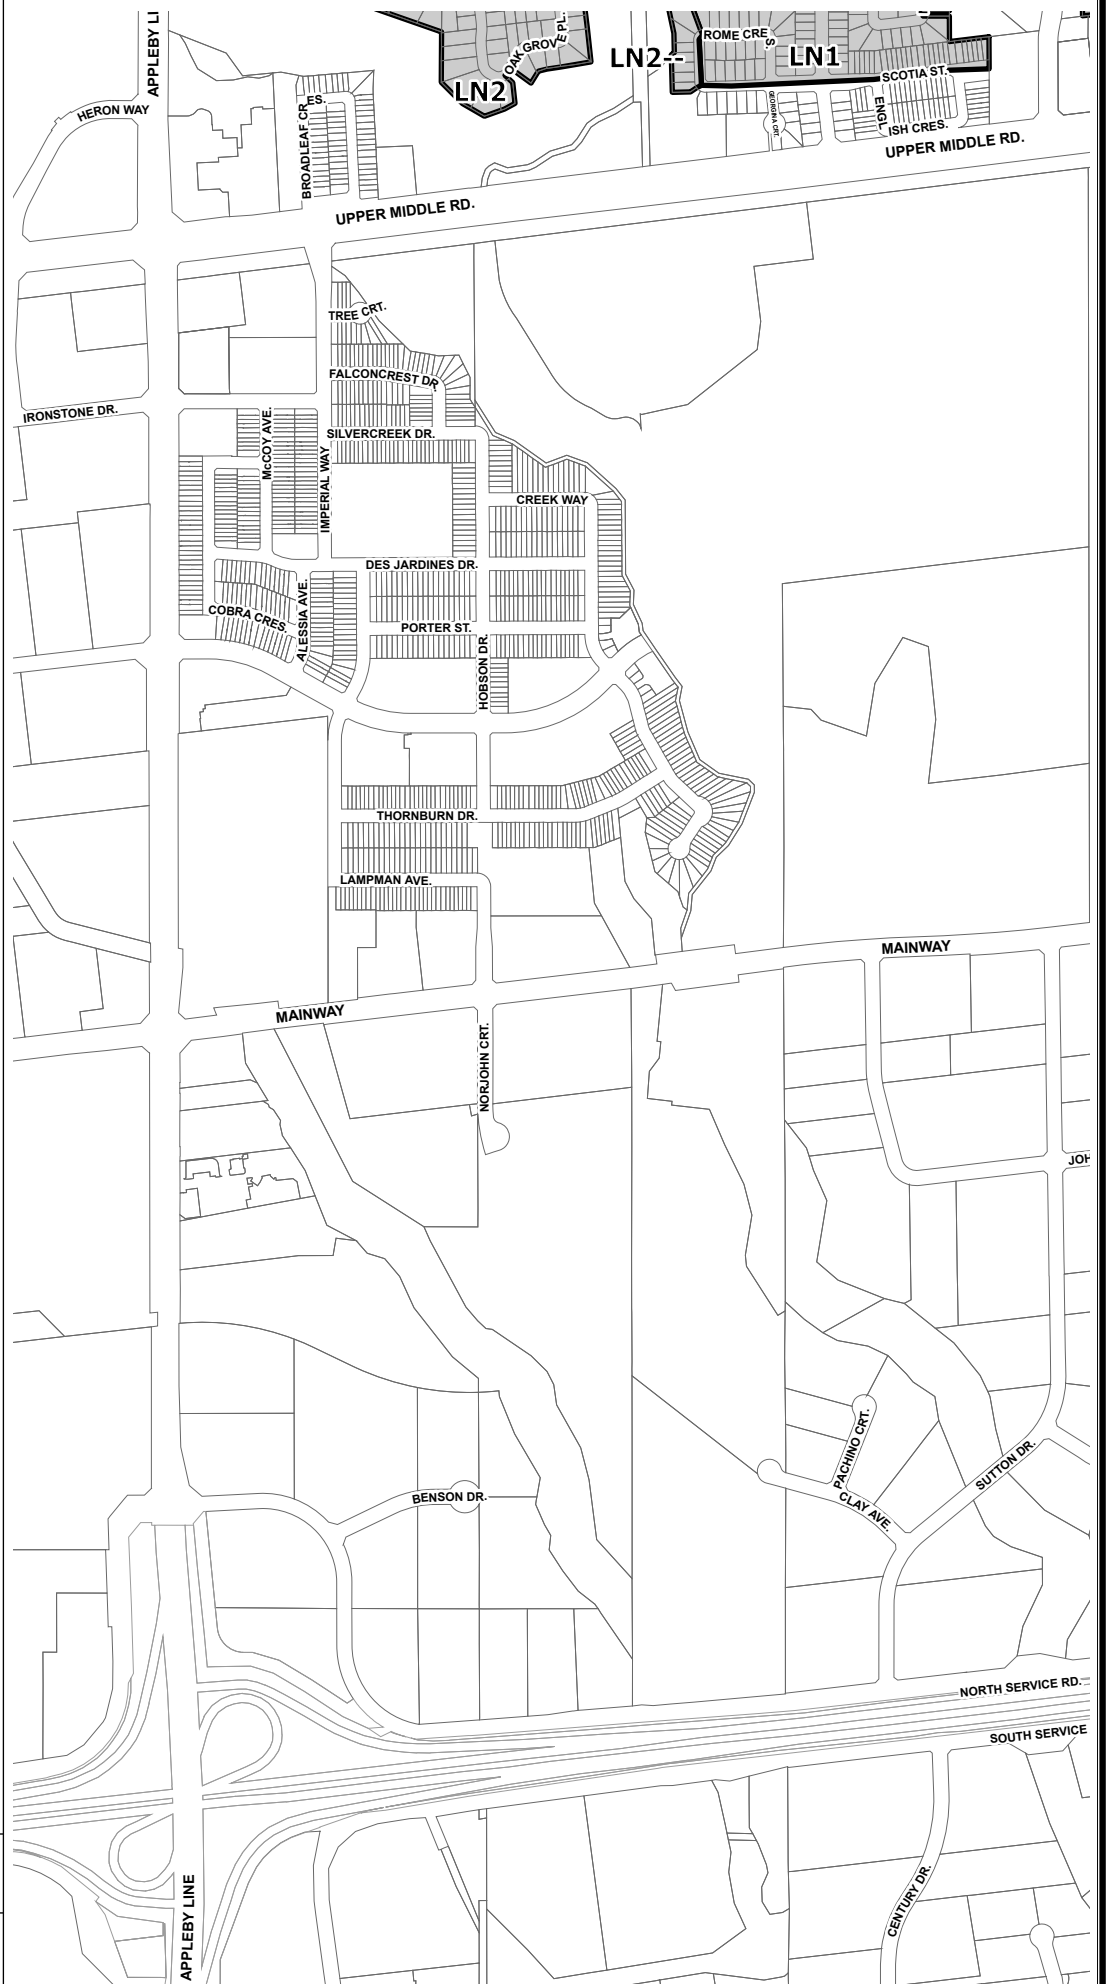 APPLEBY LI
OAK GROVE PL.
LN2
LN2--
ROME CRES.
LN1
SCOTIA ST.
HERON WAY
BROADLEAF CRES.
GEORGINA CRT.
ENGLISH CRES.
UPPER MIDDLE RD.
UPPER MIDDLE RD.
TREE CRT.
FALCONCREST DR.
IRONSTONE DR.
McCOY AVE.
SILVERCREEK DR.
IMPERIAL WAY
CREEK WAY
DES JARDINES DR.
COBRA CRES.
ALESSIA AVE.
PORTER ST.
HOBSON DR.
THORNBURN DR.
LAMPMAN AVE.
MAINWAY
MAINWAY
NORJOHN CRT.
JOH
PACHINO CRT.
SUTTON DR.
BENSON DR.
CLAY AVE.
NORTH SERVICE RD.
SOUTH SERVICE
APPLEBY LINE
CENTURY DR.